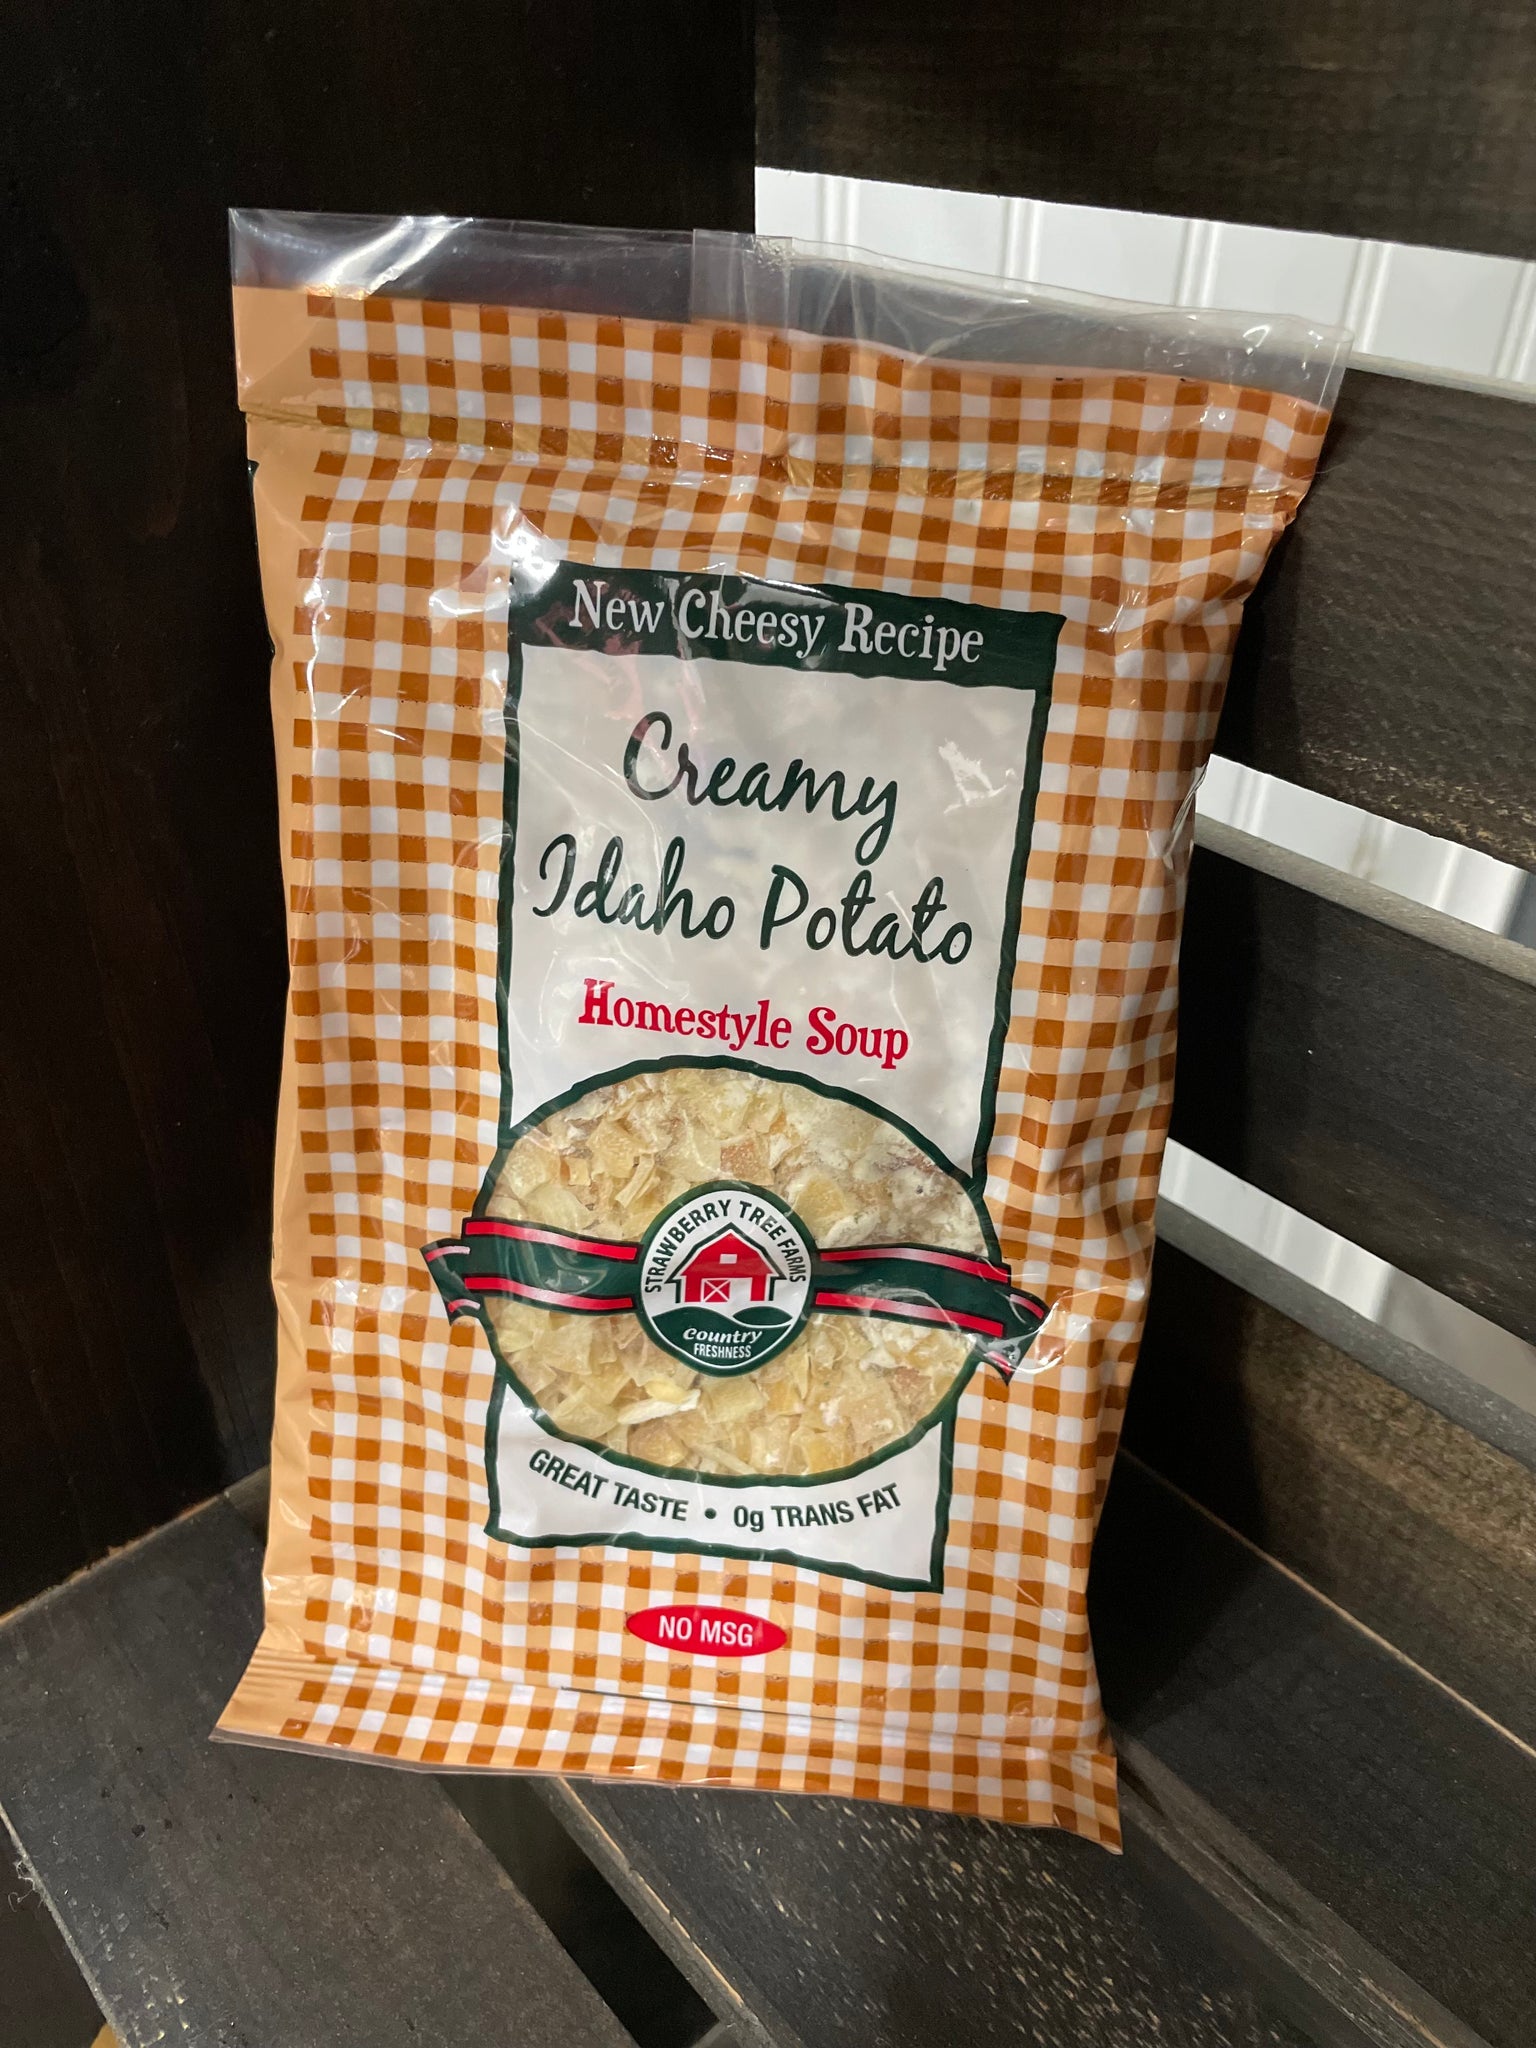 New Cheesy Recipe
Creamy
Idaho Potato
Homestyle Soup
STRAWBERRY TREE FARMS
Country
FRESHNESS
GREAT TASTE • 0g TRANS FAT
NO MSG